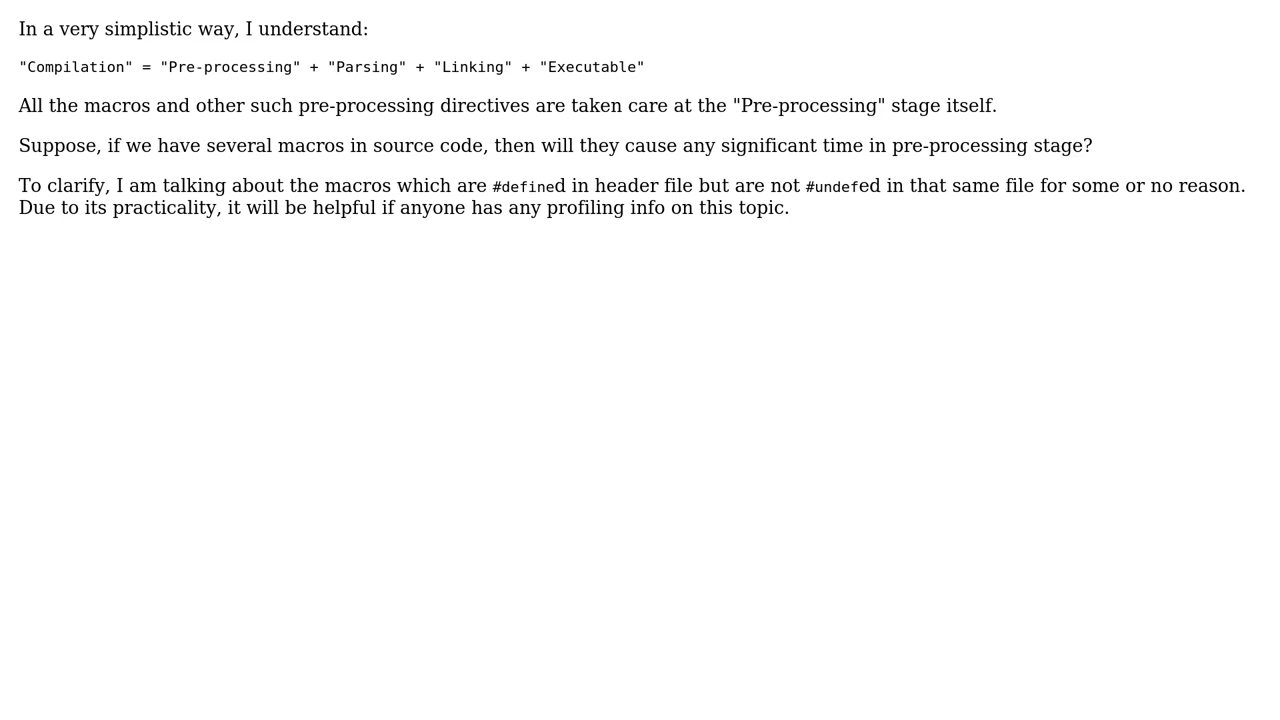 In a very simplistic way, I understand:
"Compilation" = "Pre-processing" + "Parsing" + "Linking" + "Executable"
All the macros and other such pre-processing directives are taken care at the "Pre-processing" stage itself.
Suppose, if we have several macros in source code, then will they cause any significant time in pre-processing stage?
To clarify, I am talking about the macros which are #defined in header file but are not #undefed in that same file for some or no reason.
Due to its practicality, it will be helpful if anyone has any profiling info on this topic.